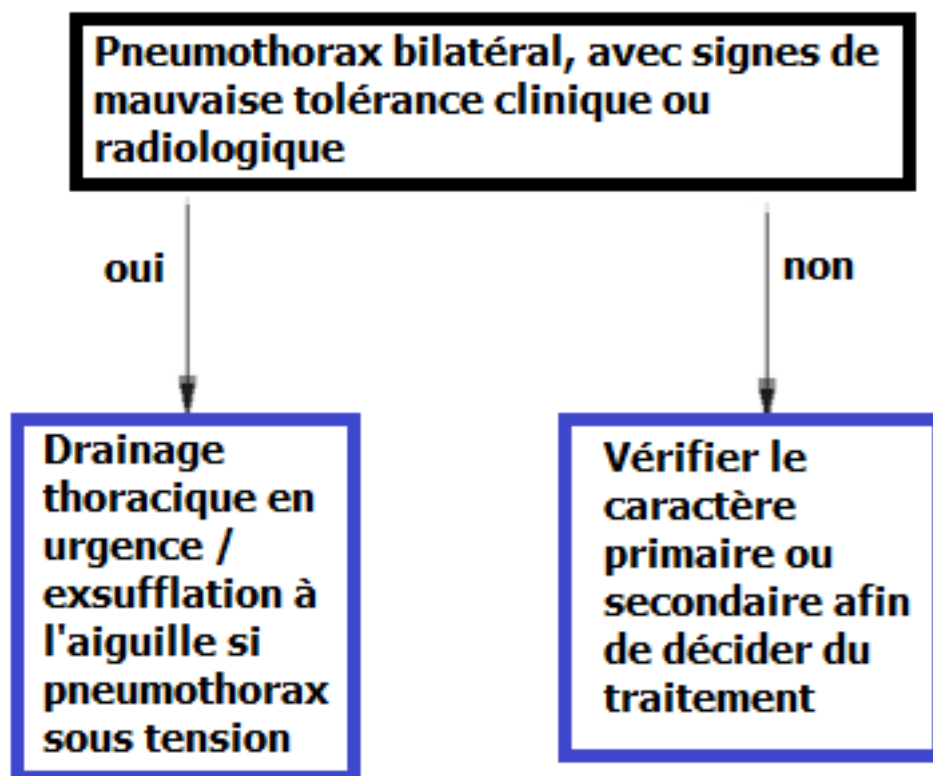 Pneumothorax bilatéral, avec signes de
mauvaise tolérance clinique ou
radiologique
oui
non
Drainage
thoracique en
urgence /
exsufflation à
l'aiguille si
pneumothorax
sous tension
Vérifier le
caractère
primaire ou
secondaire afin
de décider du
traitement